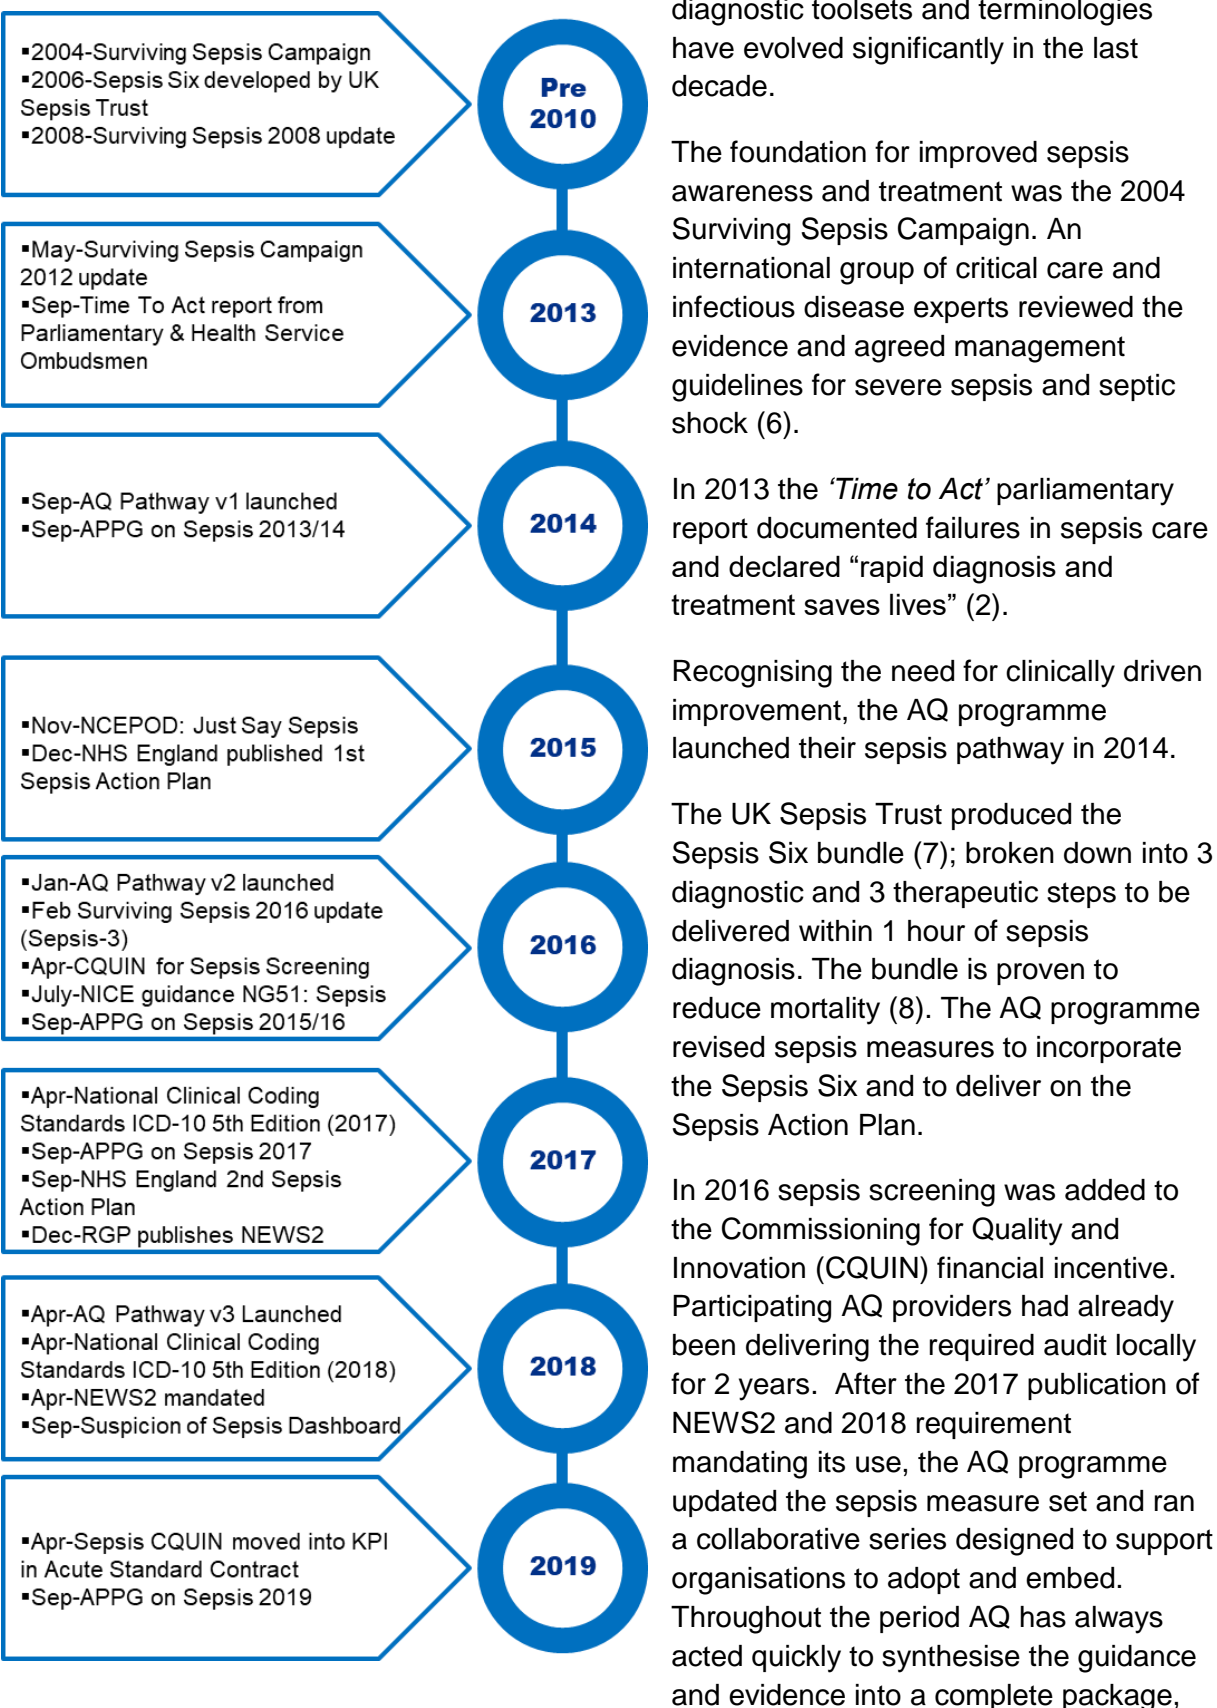 ▪2004-Surviving Sepsis Campaign
▪2006-Sepsis Six developed by UK
Sepsis Trust
▪2008-Surviving Sepsis 2008 update
Pre
2010
▪May-Surviving Sepsis Campaign
2012 update
▪Sep-Time To Act report from
Parliamentary & Health Service
Ombudsmen
2013
▪Sep-AQ Pathway v1 launched
▪Sep-APPG on Sepsis 2013/14
2014
▪Nov-NCEPOD: Just Say Sepsis
▪Dec-NHS England published 1st
Sepsis Action Plan
2015
▪Jan-AQ Pathway v2 launched
▪Feb Surviving Sepsis 2016 update
(Sepsis-3)
▪Apr-CQUIN for Sepsis Screening
▪July-NICE guidance NG51: Sepsis
▪Sep-APPG on Sepsis 2015/16
2016
▪Apr-National Clinical Coding
Standards ICD-10 5th Edition (2017)
▪Sep-APPG on Sepsis 2017
▪Sep-NHS England 2nd Sepsis
Action Plan
▪Dec-RGP publishes NEWS2
2017
▪Apr-AQ Pathway v3 Launched
▪Apr-National Clinical Coding
Standards ICD-10 5th Edition (2018)
▪Apr-NEWS2 mandated
▪Sep-Suspicion of Sepsis Dashboard
2018
▪Apr-Sepsis CQUIN moved into KPI
in Acute Standard Contract
▪Sep-APPG on Sepsis 2019
2019
diagnostic toolsets and terminologies
have evolved significantly in the last
decade.
The foundation for improved sepsis
awareness and treatment was the 2004
Surviving Sepsis Campaign. An
international group of critical care and
infectious disease experts reviewed the
evidence and agreed management
guidelines for severe sepsis and septic
shock (6).
In 2013 the ‘Time to Act’ parliamentary
report documented failures in sepsis care
and declared “rapid diagnosis and
treatment saves lives” (2).
Recognising the need for clinically driven
improvement, the AQ programme
launched their sepsis pathway in 2014.
The UK Sepsis Trust produced the
Sepsis Six bundle (7); broken down into 3
diagnostic and 3 therapeutic steps to be
delivered within 1 hour of sepsis
diagnosis. The bundle is proven to
reduce mortality (8). The AQ programme
revised sepsis measures to incorporate
the Sepsis Six and to deliver on the
Sepsis Action Plan.
In 2016 sepsis screening was added to
the Commissioning for Quality and
Innovation (CQUIN) financial incentive.
Participating AQ providers had already
been delivering the required audit locally
for 2 years.  After the 2017 publication of
NEWS2 and 2018 requirement
mandating its use, the AQ programme
updated the sepsis measure set and ran
a collaborative series designed to support
organisations to adopt and embed.
Throughout the period AQ has always
acted quickly to synthesise the guidance
and evidence into a complete package,